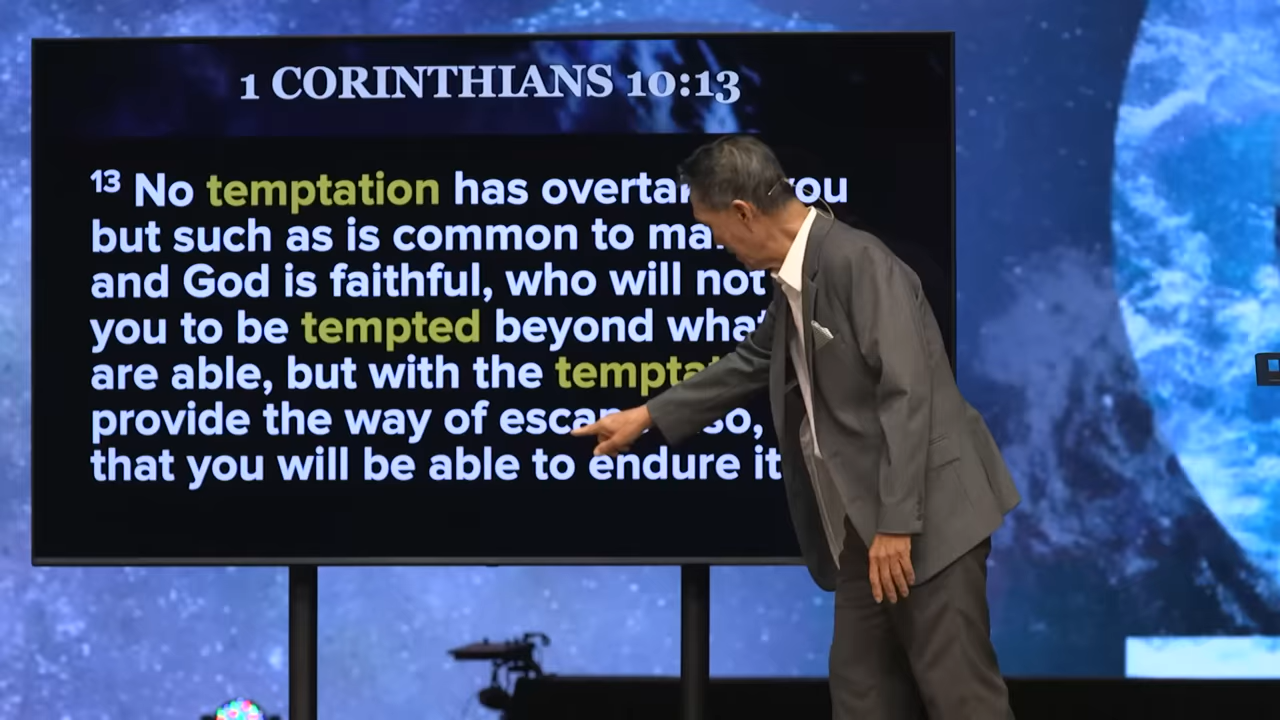 1 CORINTHIANS 10:13
13 No temptation has you
but such as is common to
and God is faithful, who will not
you to be tempted beyond what
are able, but with the
provide the way of
that you will be able to endure it